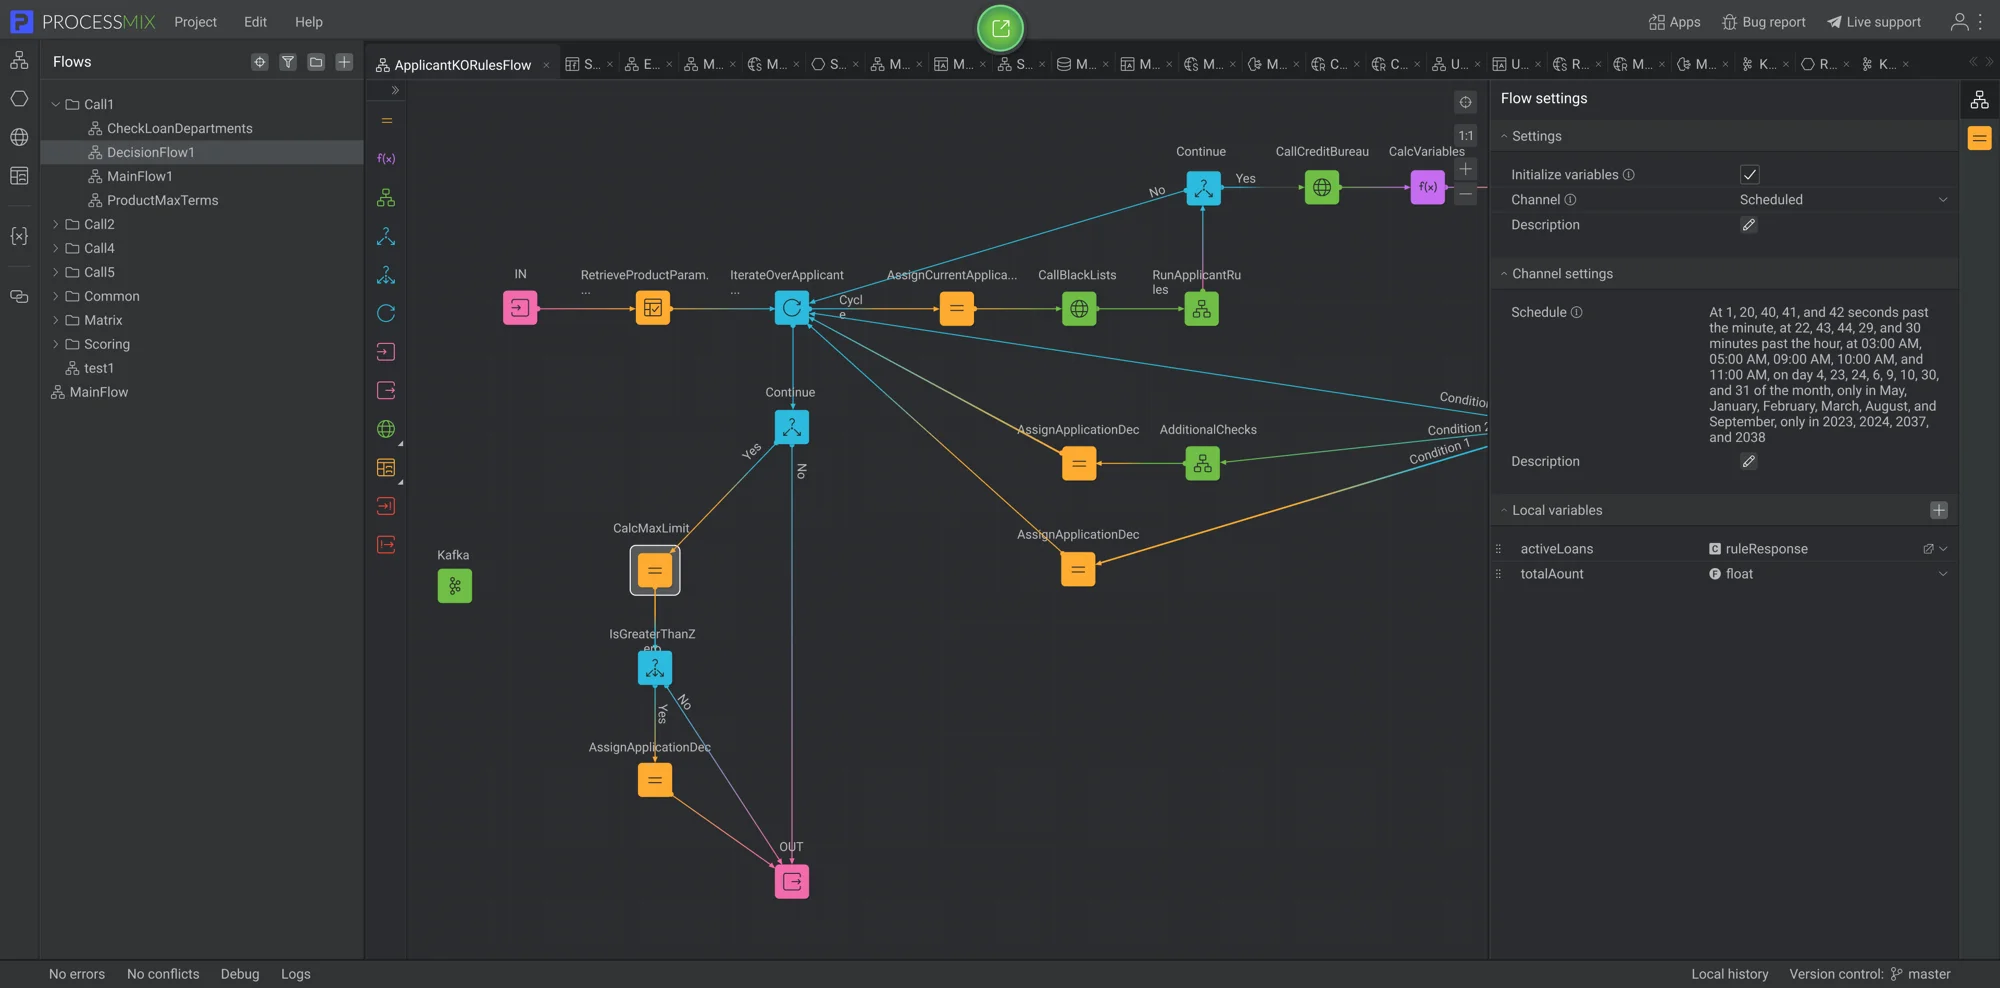 PROCESSMIX Project Edit Help
Apps Bug report Live support
Flows
ApplicantKORulesFlow
S... E... M... M... S... M... M... S... M... M... M... M... C... C... U... U... R... M... M... K... R... K...
Call1
CheckLoanDepartments
DecisionFlow1
MainFlow1
ProductMaxTerms
Call2
Call4
Call5
Common
Matrix
Scoring
test1
MainFlow
f(x)
{x}
1:1
Continue
CallCreditBureau
CalcVariables
No
Yes
f(x)
IN
RetrieveProductParam.
...
IterateOverApplicant
...
Cycl
e
AssignCurrentApplica...
CallBlackLists
RunApplicantRu
les
Continue
Yes
No
Condition 2
Condition 1
AssignApplicationDec
AdditionalChecks
AssignApplicationDec
CalcMaxLimit
Kafka
IsGreaterThanZ
ero
Yes
No
AssignApplicationDec
OUT
Flow settings
Settings
Initialize variables
Channel Scheduled
Description
Channel settings
Schedule
At 1, 20, 40, 41, and 42 seconds past
the minute, at 22, 43, 44, 29, and 30
minutes past the hour, at 03:00 AM,
05:00 AM, 09:00 AM, 10:00 AM, and
11:00 AM, on day 4, 23, 24, 6, 9, 10, 30,
and 31 of the month, only in May,
January, February, March, August, and
September, only in 2023, 2024, 2037,
and 2038
Description
Local variables
activeLoans C ruleResponse
totalAount F float
No errors No conflicts Debug Logs
Local history Version control: master